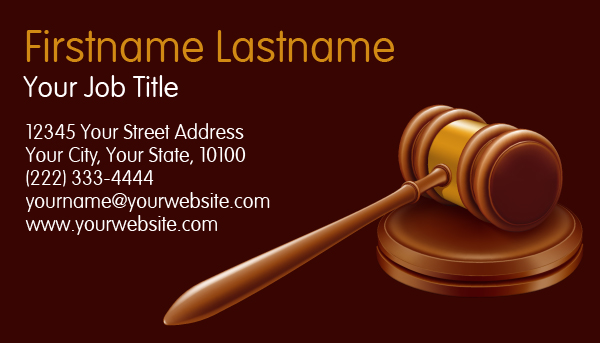 Firstname Lastname
Your Job Title
12345 Your Street Address
Your City, Your State, 10100
(222) 333-4444
yourname@yourwebsite.com
www.yourwebsite.com